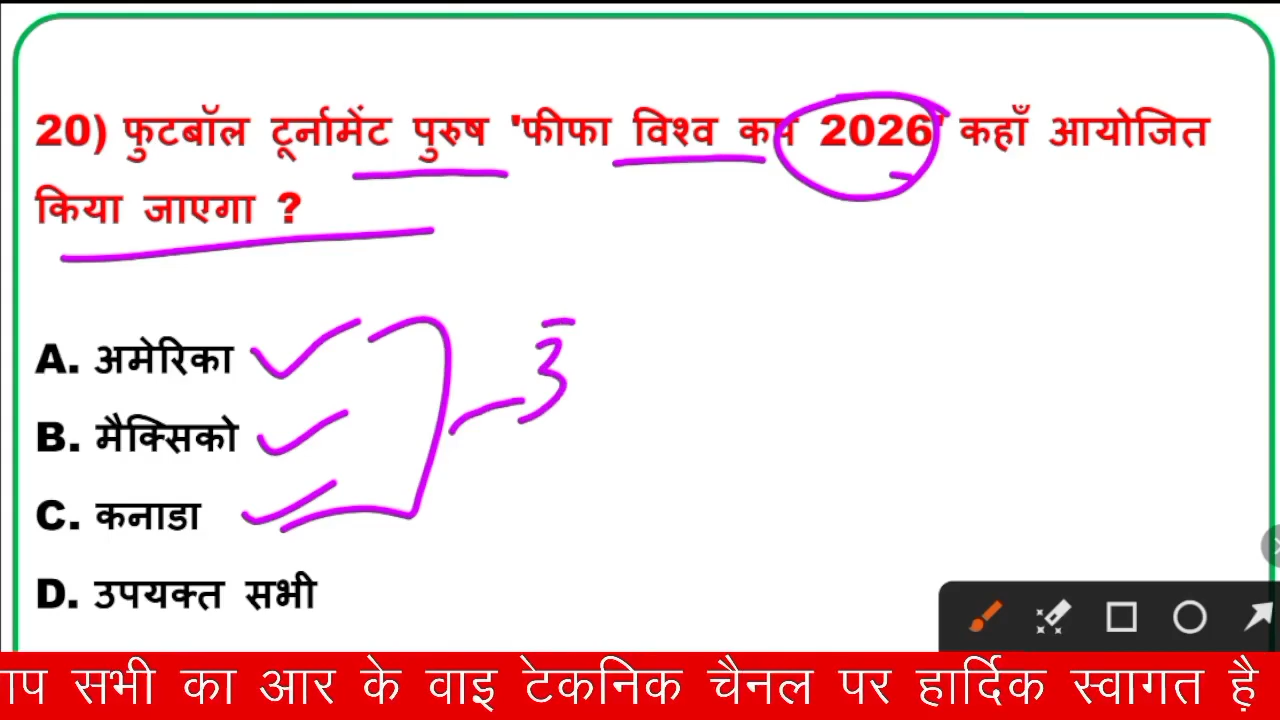 20) फुटबॉल टूर्नामेंट पुरुष 'फीफा विश्व कप 2026' कहाँ आयोजित
किया जाएगा ?
A. अमेरिका
B. मैक्सिको
3
C. कनाडा
D. उपयक्त सभी
ाप सभी का आर के वाइ टेकनिक चैनल पर हार्दिक स्वागत है़